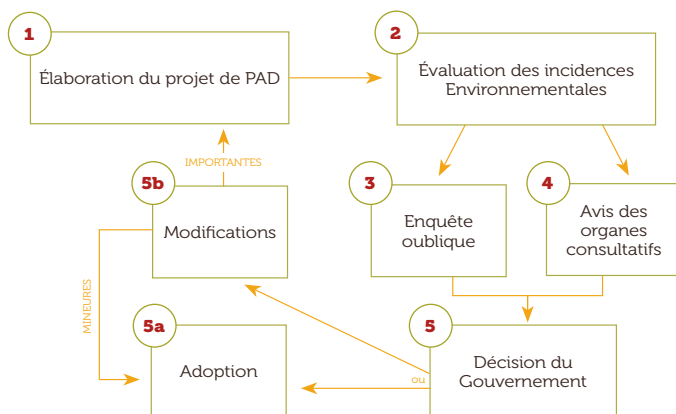 1
Élaboration du projet de PAD
2
Évaluation des incidences
Environnementales
IMPORTANTES
5b
Modifications
3
Enquête
oublique
4
Avis des
organes
consultatifs
MINEURES
5a
Adoption
ou
5
Décision du
Gouvernement